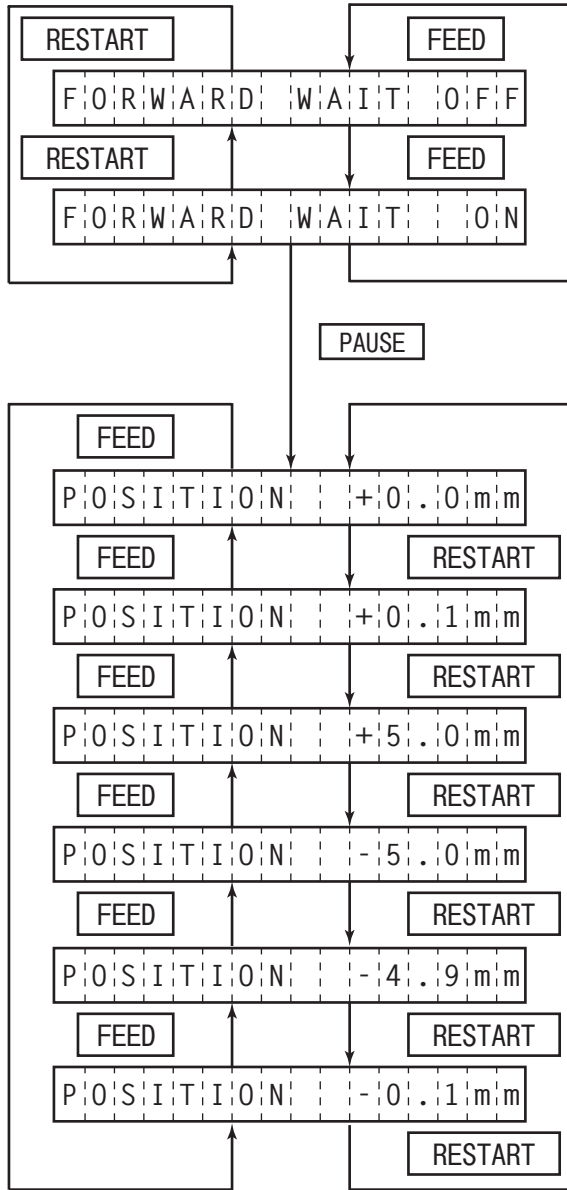 RESTART FEED
FORWARD WAIT OFF
RESTART FEED
FORWARD WAIT ON
PAUSE
FEED
POSITION +0.0mm
FEED RESTART
POSITION +0.1mm
FEED RESTART
POSITION +5.0mm
FEED RESTART
POSITION -5.0mm
FEED RESTART
POSITION -4.9mm
FEED RESTART
POSITION -0.1mm
RESTART